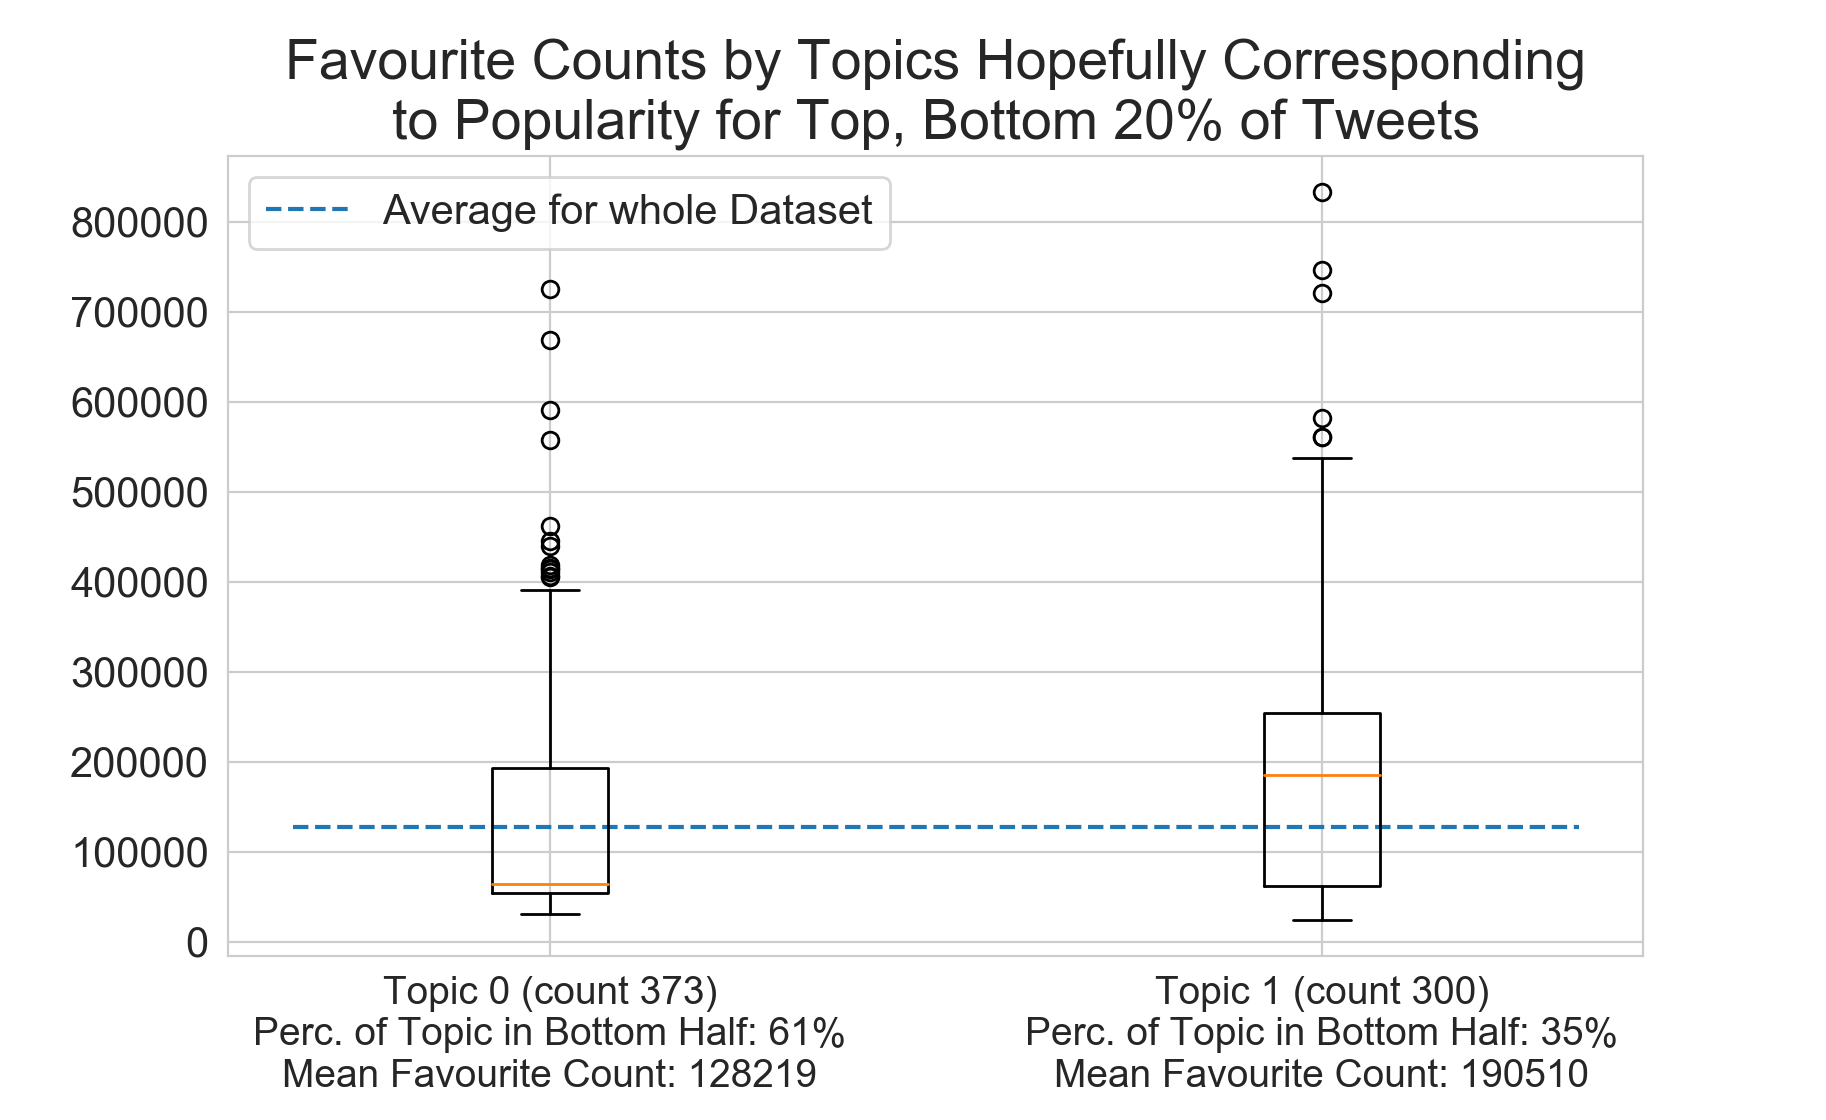 Favourite Counts by Topics Hopefully Corresponding
to Popularity for Top, Bottom 20% of Tweets
Average for whole Dataset
800000
700000
600000
500000
400000
300000
200000
100000
0
Topic 0 (count 373)
Perc. of Topic in Bottom Half: 61%
Mean Favourite Count: 128219
Topic 1 (count 300)
Perc. of Topic in Bottom Half: 35%
Mean Favourite Count: 190510